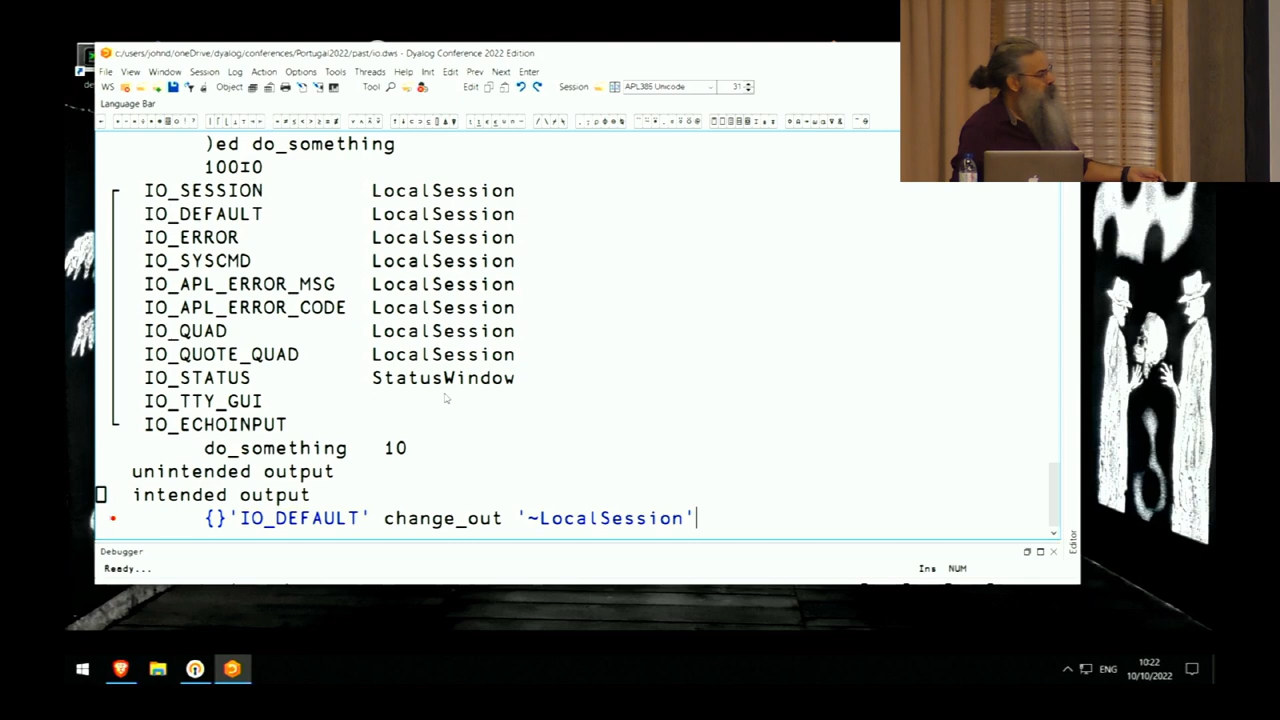 c:/users/johnd/oneDrive/dyalog/conferences/Portugal2022/past/io.dws - Dyalog Conference 2022 Edition
File View Window Session Log Action Options Tools Threads Help Init Edit Prev Next Enter
WS Object Tool Edit Session APL385 Unicode 31
Language Bar
)ed do_something
100⌶0
IO_SESSION LocalSession
IO_DEFAULT LocalSession
IO_ERROR LocalSession
IO_SYSCMD LocalSession
IO_APL_ERROR_MSG LocalSession
IO_APL_ERROR_CODE LocalSession
IO_QUAD LocalSession
IO_QUOTE_QUAD LocalSession
IO_STATUS StatusWindow
IO_TTY_GUI
IO_ECHOINPUT
do_something 10
unintended output
intended output
{}'IO_DEFAULT' change_out '~LocalSession'
Editor
Debugger
Ready...
Ins NUM
ENG
10:22
10/10/2022